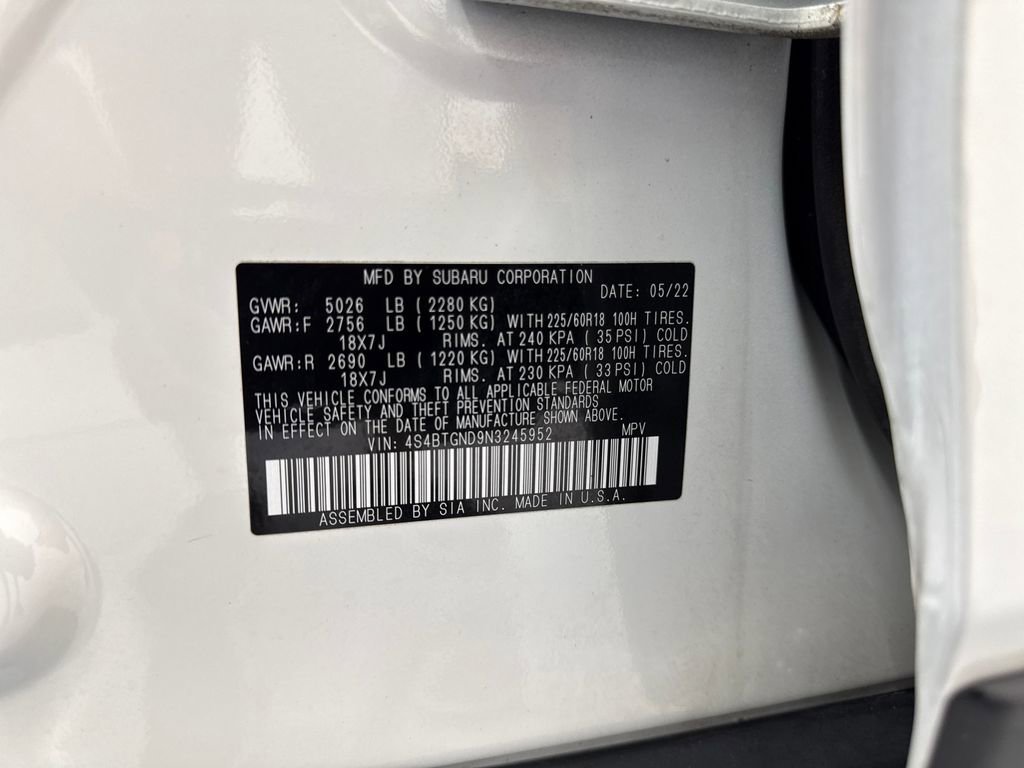 MFD BY SUBARU CORPORATION
DATE: 05/22
GVWR: 5026 LB ( 2280 KG)
GAWR:F 2756 LB ( 1250 KG) WITH 225/60R18 100H TIRES.
18X7J RIMS. AT 240 KPA ( 35 PSI) COLD
GAWR:R 2690 LB ( 1220 KG) WITH 225/60R18 100H TIRES.
18X7J RIMS. AT 230 KPA ( 33 PSI) COLD
THIS VEHICLE CONFORMS TO ALL APPLICABLE FEDERAL MOTOR
VEHICLE SAFETY AND THEFT PREVENTION STANDARDS
IN EFFECT ON THE DATE OF MANUFACTURE SHOWN ABOVE.
VIN: 4S4BTGND9N3245952 MPV
ASSEMBLED BY SIA INC. MADE IN U.S.A.